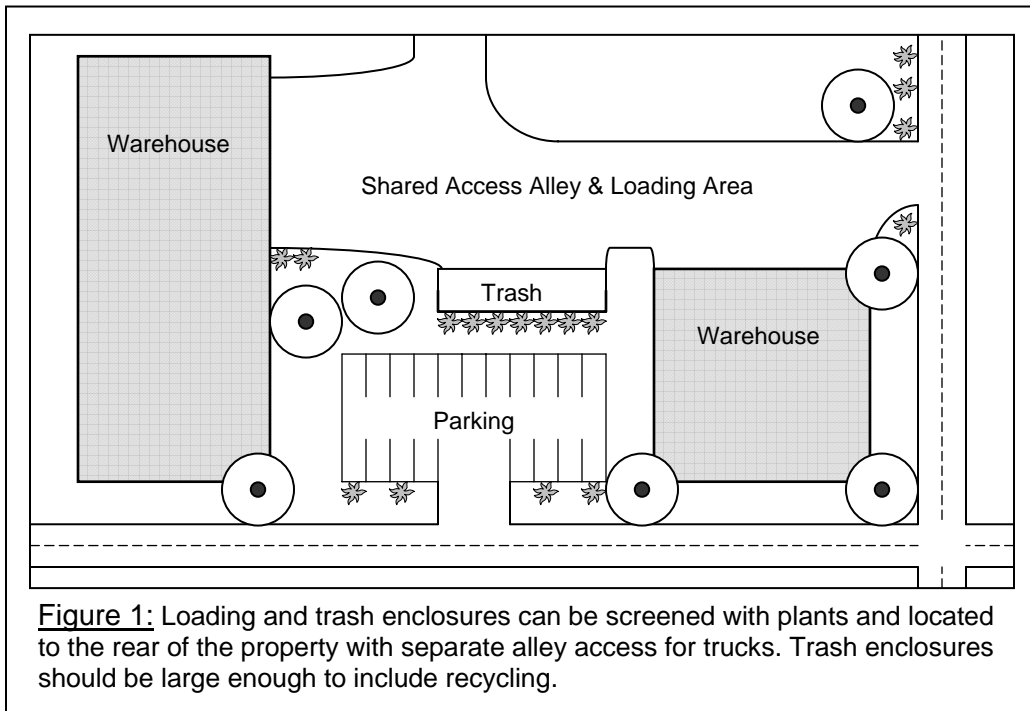 Warehouse
Shared Access Alley & Loading Area
Trash
Warehouse
Parking
Figure 1: Loading and trash enclosures can be screened with plants and located
to the rear of the property with separate alley access for trucks. Trash enclosures
should be large enough to include recycling.